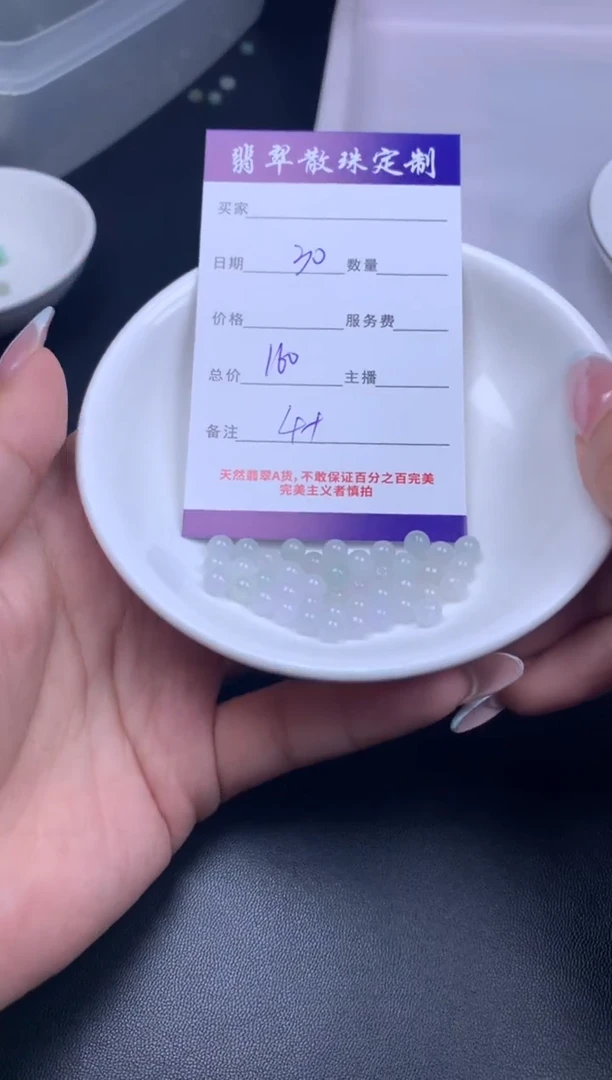 翡翠散珠定制
买家
日期 30 数量
价格 服务费
总价 160 主播
备注
天然翡翠A货,不敢保证百分之百完美
完美主义者慎拍